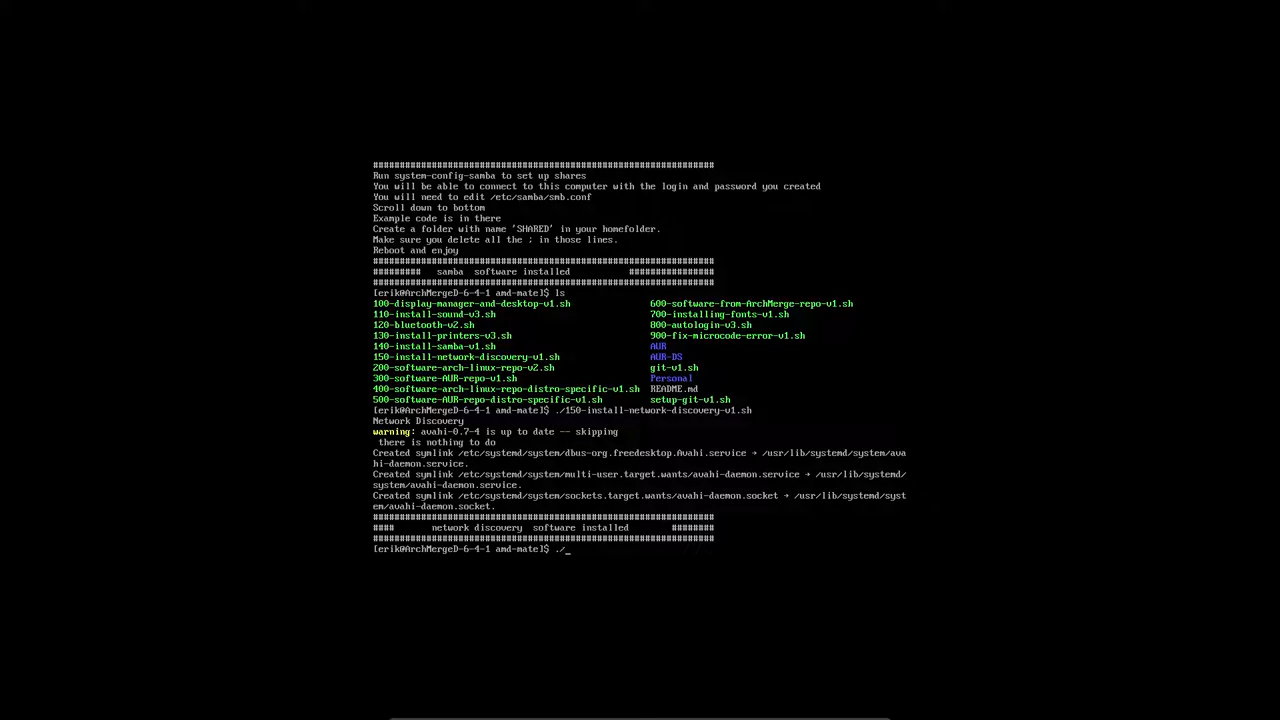 ################################################################
Run system-config-samba to set up shares
You will be able to connect to this computer with the login and password you created
You will need to edit /etc/samba/smb.conf
Scroll down to bottom
Example code is in there
Create a folder with name 'SHARED' in your homefolder.
Make sure you delete all the ; in those lines.
Reboot and enjoy
################################################################
#########   samba  software installed           ################
################################################################
[erik@ArchMergeD-6-4-1 amd-mate]$ ls
100-display-manager-and-desktop-v1.sh               600-software-from-ArchMerge-repo-v1.sh
110-install-sound-v3.sh                             700-installing-fonts-v1.sh
120-bluetooth-v2.sh                                 800-autologin-v3.sh
130-install-printers-v3.sh                          900-fix-microcode-error-v1.sh
140-install-samba-v1.sh                             AUR
150-install-network-discovery-v1.sh                 AUR-DS
200-software-arch-linux-repo-v2.sh                  git-v1.sh
300-software-AUR-repo-v1.sh                         Personal
400-software-arch-linux-repo-distro-specific-v1.sh  README.md
500-software-AUR-repo-distro-specific-v1.sh         setup-git-v1.sh
[erik@ArchMergeD-6-4-1 amd-mate]$ ./150-install-network-discovery-v1.sh
Network Discovery
warning: avahi-0.7-4 is up to date -- skipping
 there is nothing to do
Created symlink /etc/systemd/system/dbus-org.freedesktop.Avahi.service → /usr/lib/systemd/system/ava
hi-daemon.service.
Created symlink /etc/systemd/system/multi-user.target.wants/avahi-daemon.service → /usr/lib/systemd/
system/avahi-daemon.service.
Created symlink /etc/systemd/system/sockets.target.wants/avahi-daemon.socket → /usr/lib/systemd/syst
em/avahi-daemon.socket.
################################################################
####       network discovery  software installed        ########
################################################################
[erik@ArchMergeD-6-4-1 amd-mate]$ ./_